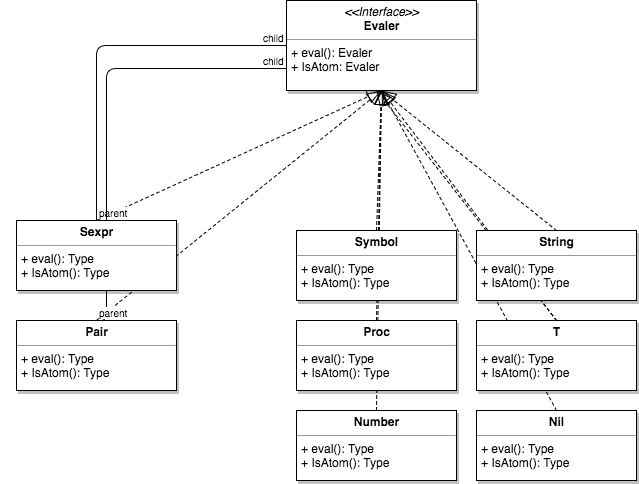 <<Interface>>
Evaler
+ eval(): Evaler
+ IsAtom: Evaler
child
child
parent
Sexpr
+ eval(): Type
+ IsAtom(): Type
parent
Pair
+ eval(): Type
+ IsAtom(): Type
Symbol
+ eval(): Type
+ IsAtom(): Type
Proc
+ eval(): Type
+ IsAtom(): Type
Number
+ eval(): Type
+ IsAtom(): Type
String
+ eval(): Type
+ IsAtom(): Type
T
+ eval(): Type
+ IsAtom(): Type
Nil
+ eval(): Type
+ IsAtom(): Type